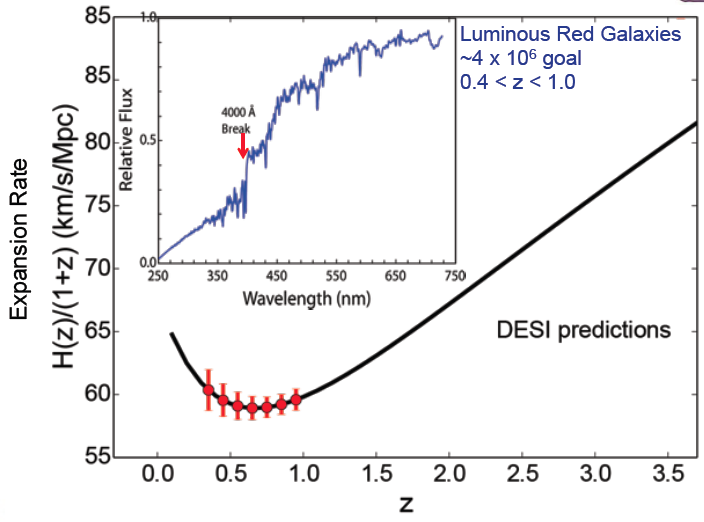 Luminous Red Galaxies
~4 x 10⁶ goal
0.4 < z < 1.0
4000 Å
Break
Relative Flux
1.0
0.5
0.0
250 350 450 550 650 750
Wavelength (nm)
Expansion Rate
H(z)/(1+z) (km/s/Mpc)
85
85
80
75
70
65
60
55
DESI predictions
0.0 0.5 1.0 1.5 2.0 2.5 3.0 3.5
z